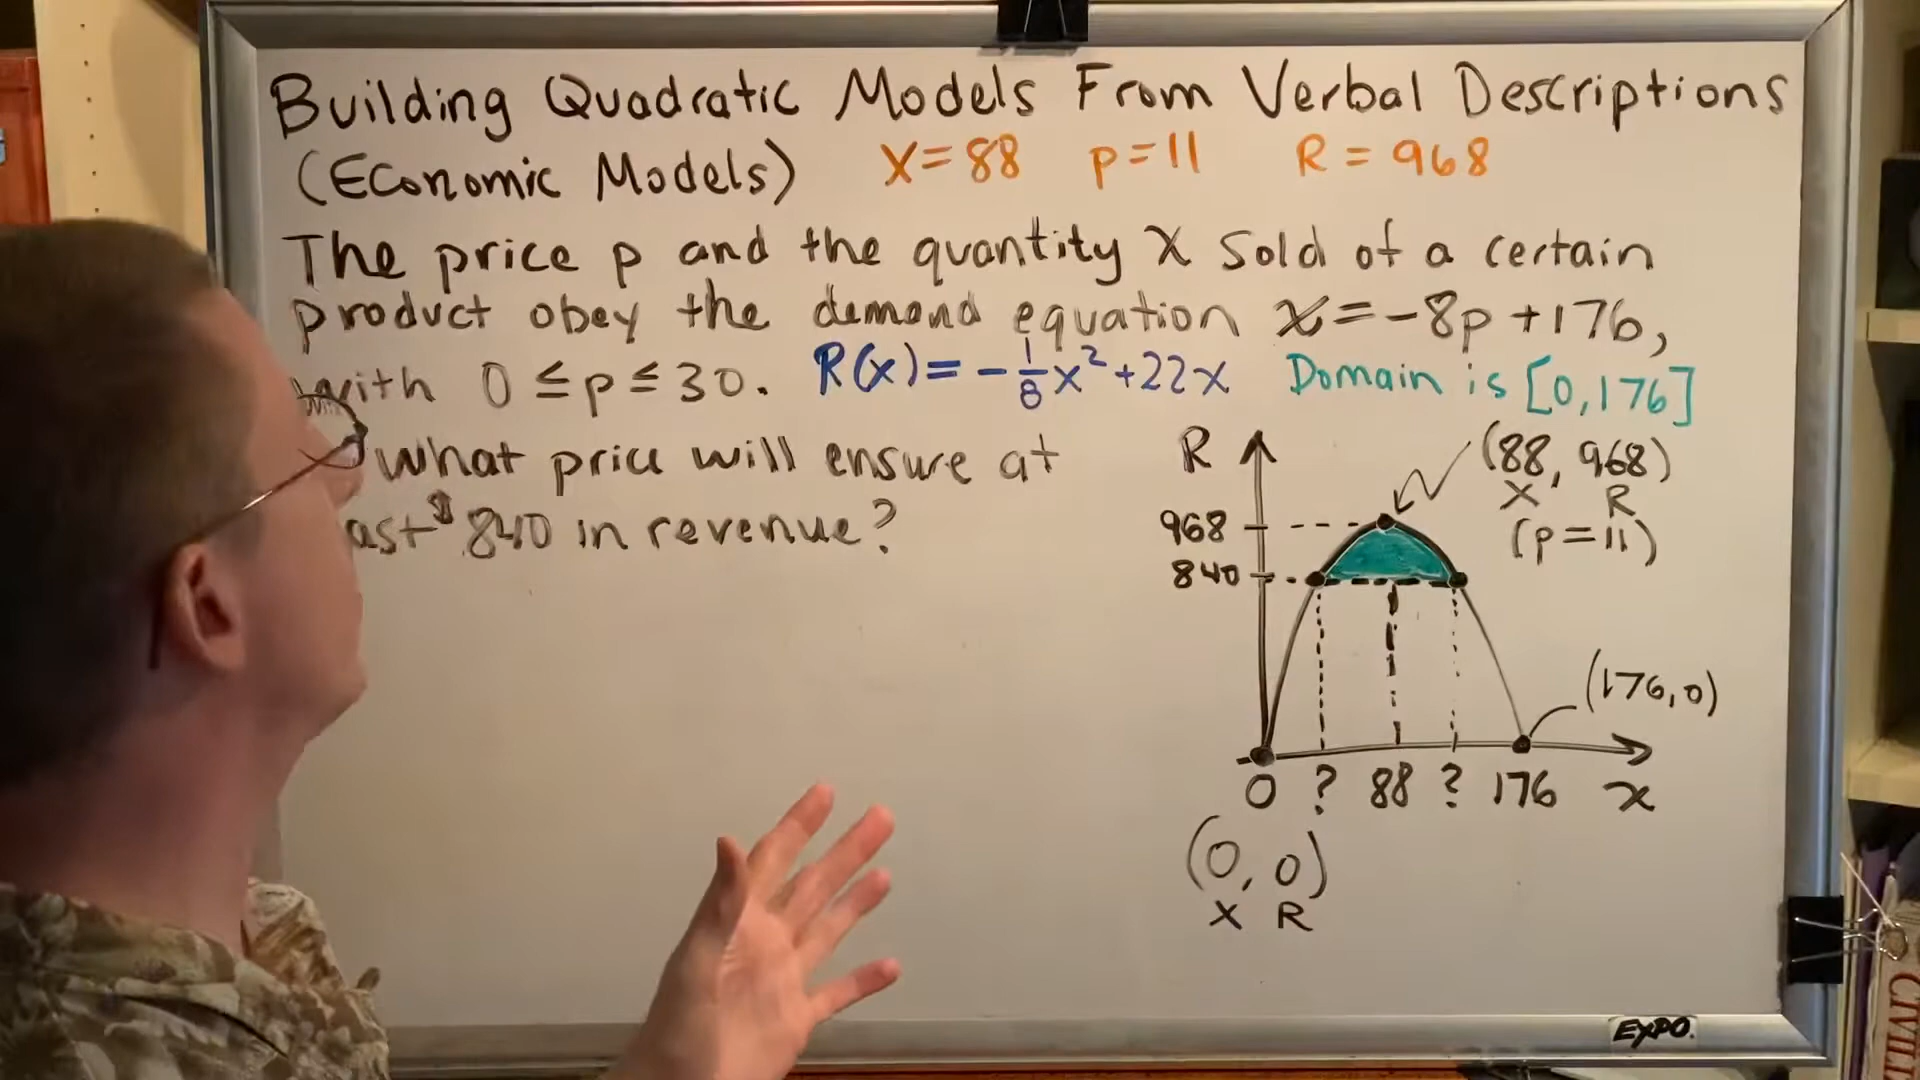 Building Quadratic Models From Verbal Descriptions
(Economic Models) X=88 p=11 R=968
The price p and the quantity x sold of a certain
product obey the demand equation x=-8p+176,
with 0≤p≤30. R(x)=-1/8x²+22x Domain is [0,176]
what price will ensure at
$840 in revenue?
R
(88, 968)
X R
(p=11)
968
840
(176,0)
0 ? 88 ? 176 x
(0, 0)
X R
EXPO